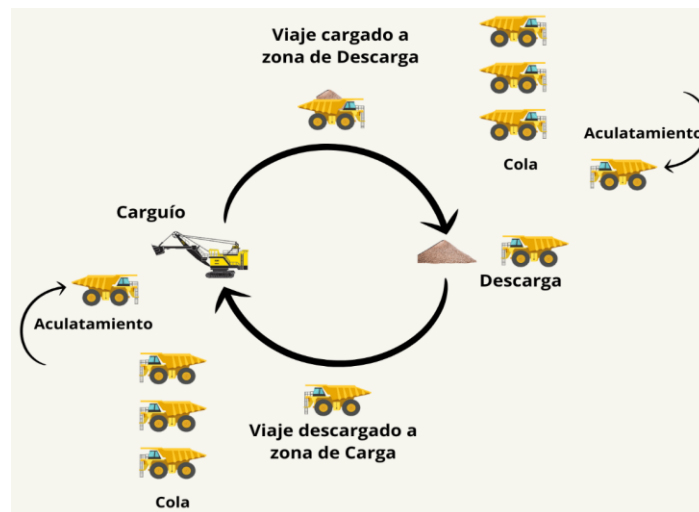 Viaje cargado a
zona de Descarga
Cola
Aculatamiento
Carguío
Descarga
Aculatamiento
Viaje descargado a
zona de Carga
Cola